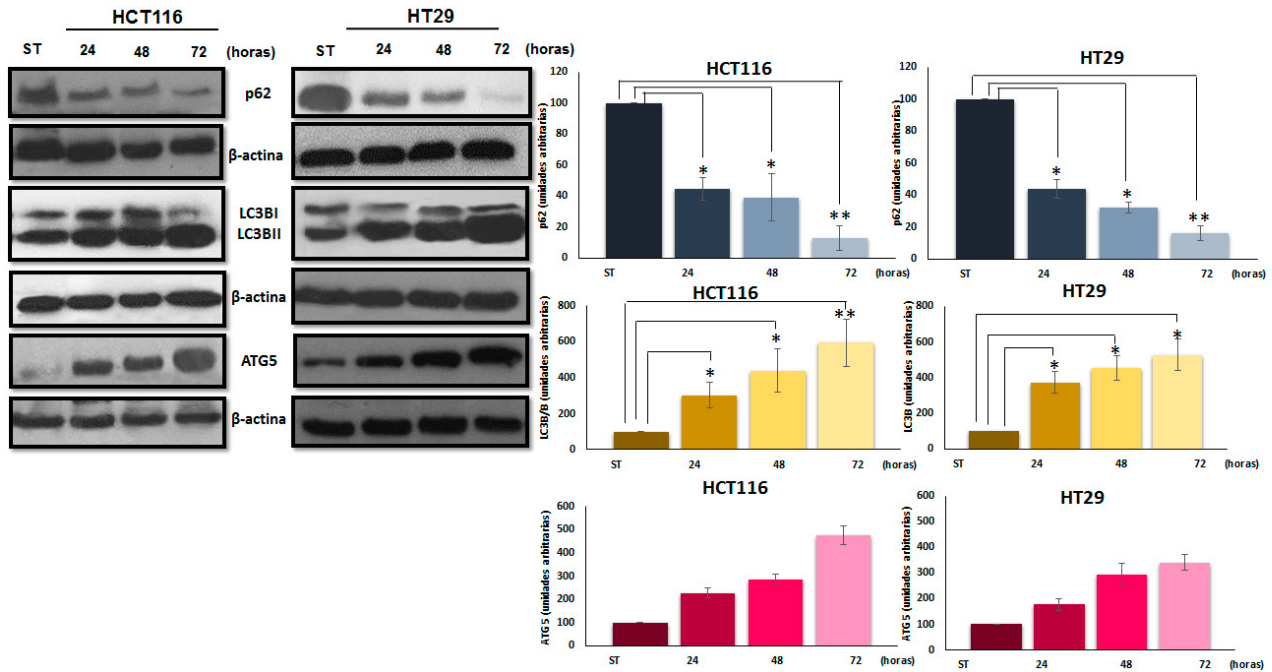 HCT116
ST 24 48 72 (horas)
HT29
ST 24 48 72 (horas)
p62
β-actina
LC3BI
LC3BII
β-actina
ATG5
β-actina
HCT116
p62 (unidades arbitrarias)
120
100
80
60
40
20
0
* * **
ST 24 48 72 (horas)
HT29
p62 (unidades arbitrarias)
120
100
80
60
40
20
0
* * **
ST 24 48 72 (horas)
HCT116
LC3B/B (unidades arbitrarias)
800
600
400
200
0
* * **
ST 24 48 72 (horas)
HT29
LC3B (unidades arbitrarias)
800
600
400
200
0
* * *
ST 24 48 72 (horas)
HCT116
ATG5 (unidades arbitrarias)
600
500
400
300
200
100
0
ST 24 48 72 (horas)
HT29
ATG5 (unidades arbitrarias)
600
500
400
300
200
100
0
ST 24 48 72 (horas)